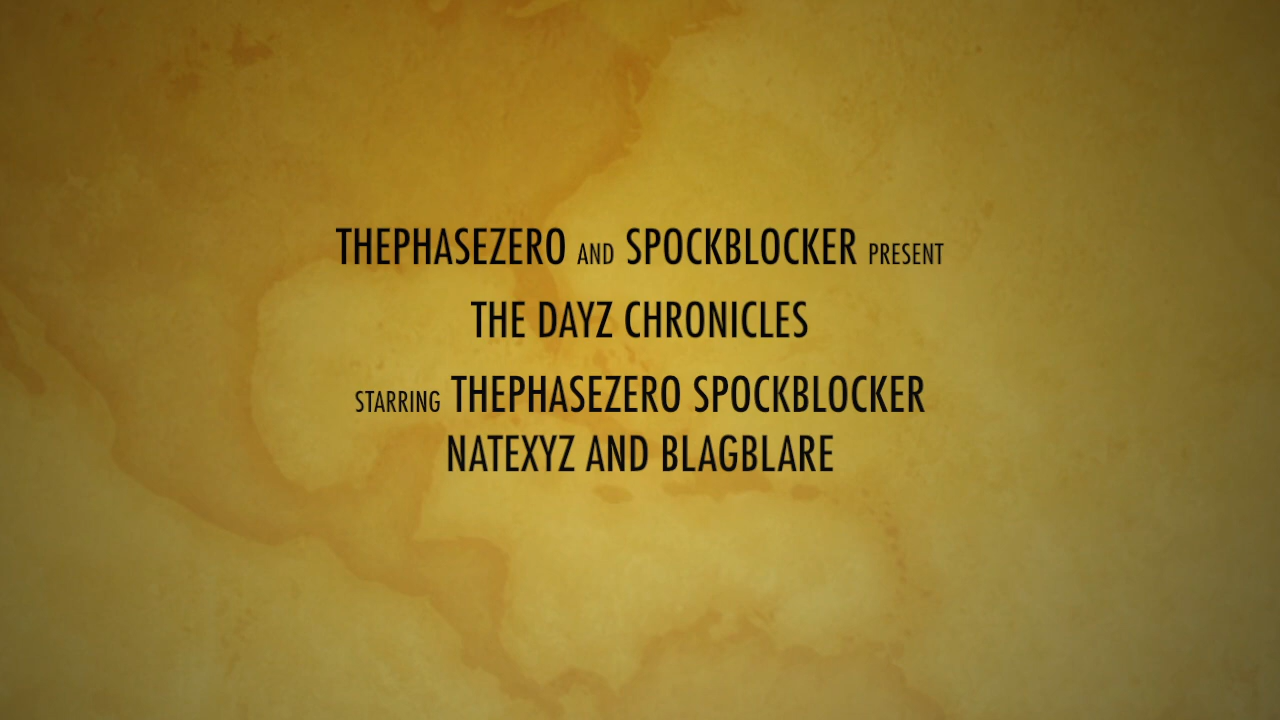 THEPHASEZERO AND SPOCKBLOCKER PRESENT
THE DAYZ CHRONICLES
STARRING THEPHASEZERO SPOCKBLOCKER
NATEXYZ AND BLAGBLARE